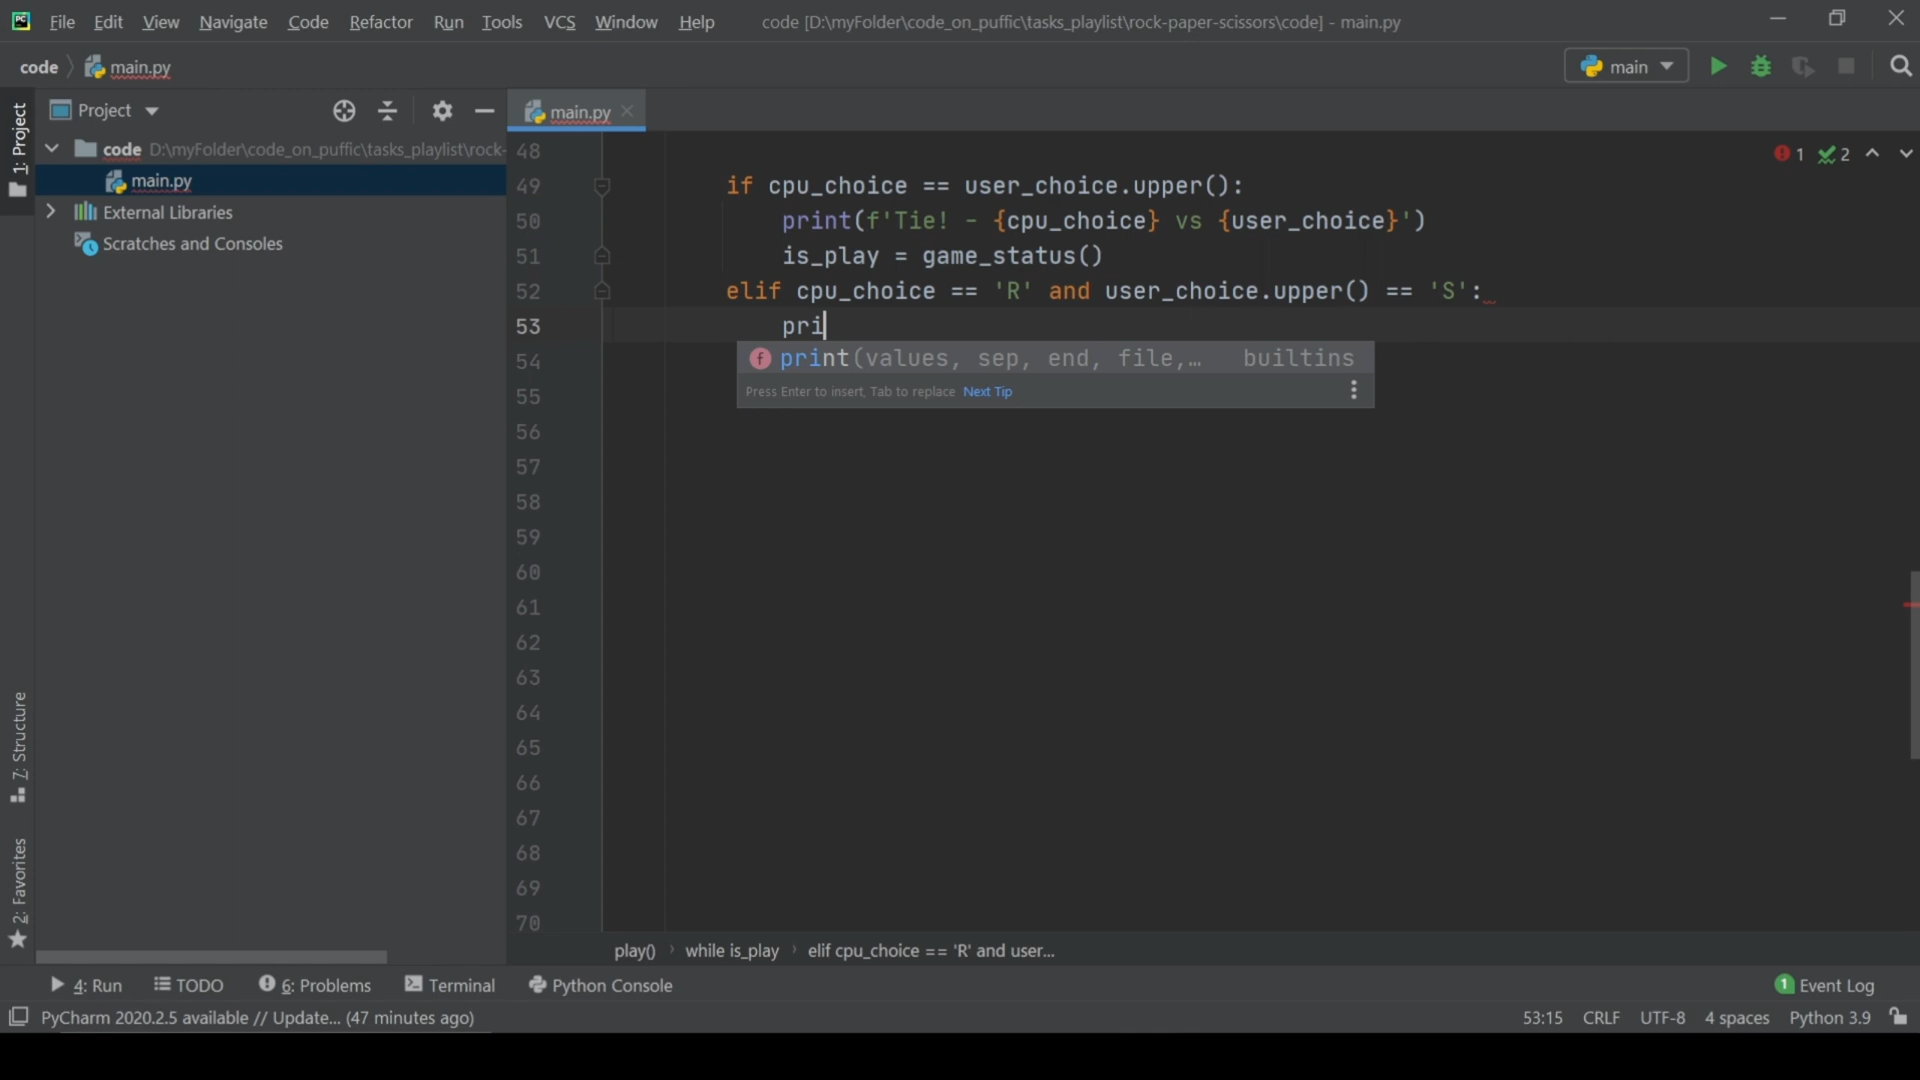 File Edit View Navigate Code Refactor Run Tools VCS Window Help code [D:\myFolder\code_on_puffic\tasks_playlist\rock-paper-scissors\code] - main.py
code main.py main
1: Project
Project
main.py
code D:\myFolder\code_on_puffic\tasks_playlist\rock-
main.py
External Libraries
Scratches and Consoles
1 2
48
49 if cpu_choice == user_choice.upper():
50 print(f'Tie! - {cpu_choice} vs {user_choice}')
51 is_play = game_status()
52 elif cpu_choice == 'R' and user_choice.upper() == 'S':
53 pri
print(values, sep, end, file,… builtins
Press Enter to insert, Tab to replace Next Tip
54
55
56
57
58
59
60
61
62
63
64
65
66
67
68
69
70
7: Structure
2: Favorites
play() while is_play elif cpu_choice == 'R' and user...
4: Run TODO 6: Problems Terminal Python Console 1 Event Log
PyCharm 2020.2.5 available // Update... (47 minutes ago) 53:15 CRLF UTF-8 4 spaces Python 3.9